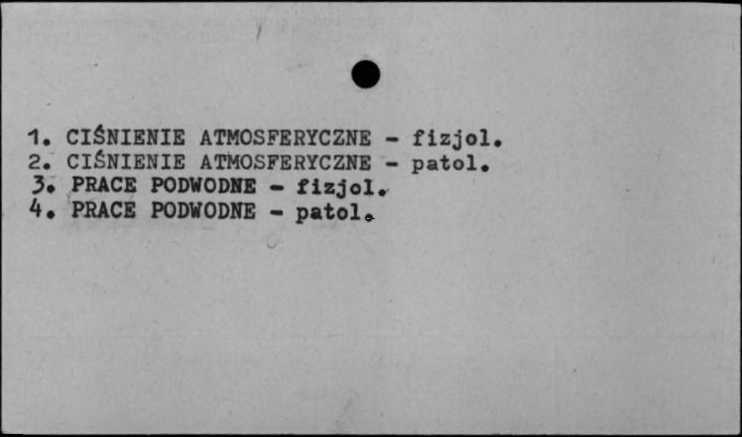 1. CIŚNIENIE ATMOSFERYCZNE - fizjol.
2. CIŚNIENIE ATMOSFERYCZNE - patol.
3. PRACE PODWODNE - fizjol.
4. PRACE PODWODNE - patol.